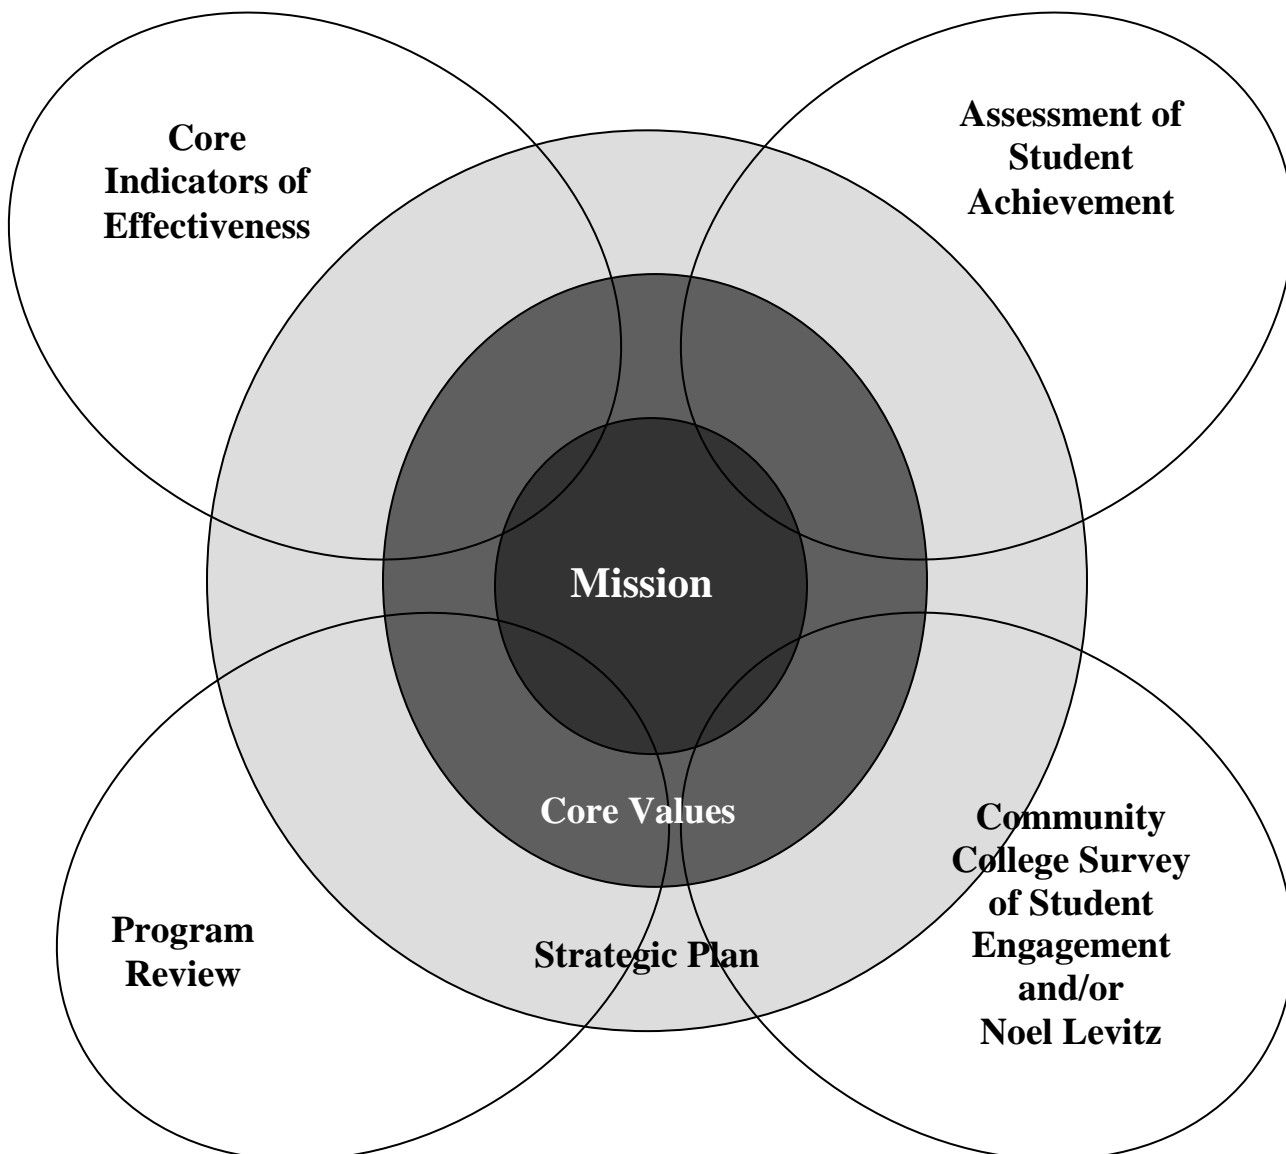 Core
Indicators of
Effectiveness
Assessment of
Student
Achievement
Mission
Core Values
Strategic Plan
Program
Review
Community
College Survey
of Student
Engagement
and/or
Noel Levitz